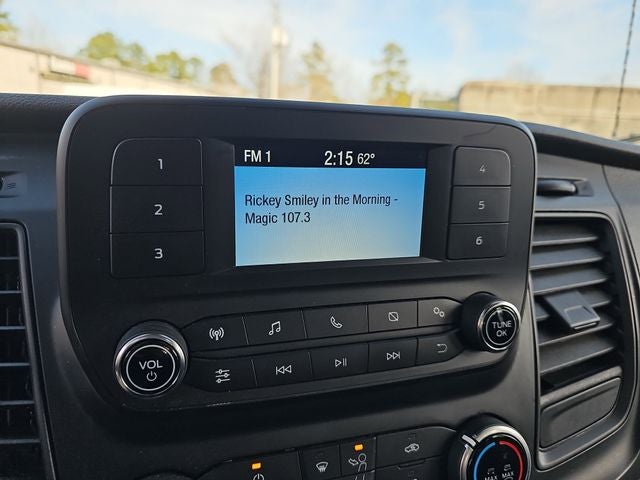 FM 1 2:15 62°
Rickey Smiley in the Morning -
Magic 107.3
1
2
3
4
5
6
VOL
TUNE
OK